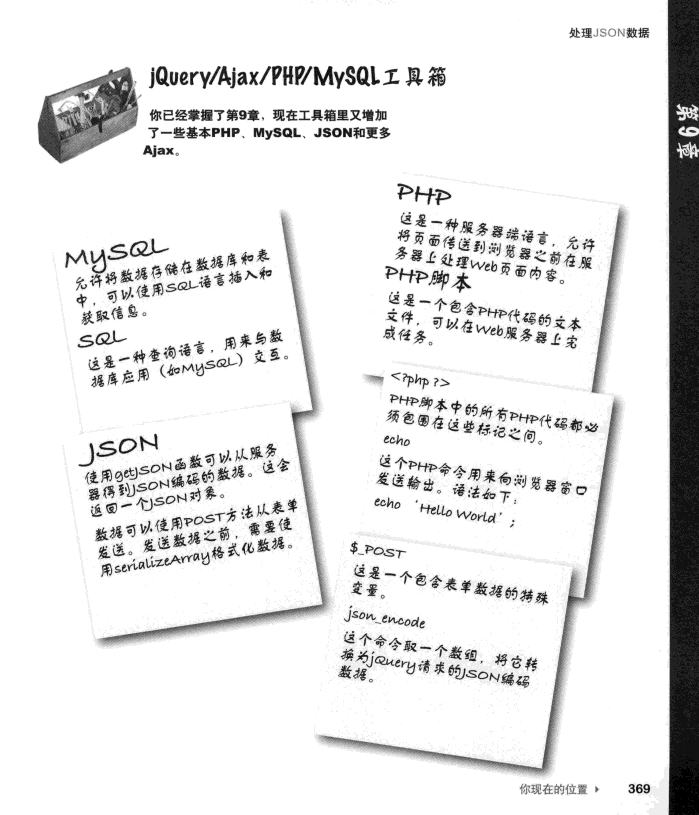 处理JSON数据
jQuery/Ajax/PHP/MySQL工具箱
你已经掌握了第9章，现在工具箱里又增加
了一些基本PHP、MySQL、JSON和更多
Ajax。
第9章
MySQL
允许将数据存储在数据库和表
中，可以使用SQL语言插入和
获取信息。
SQL
这是一种查询语言，用来与数
据库应用（如MySQL）交互。
JSON
使用getJSON函数可以从服务
器得到JSON编码的数据。这会
返回一个JSON对象。
数据可以使用POST方法从表单
发送。发送数据之前，需要使
用serializeArray格式化数据。
PHP
这是一种服务器端语言，允许
将页面传送到浏览器之前在服
务器上处理Web页面内容。
PHP脚本
这是一个包含PHP代码的文本
文件，可以在Web服务器上完
成任务。
<?php ?>
PHP脚本中的所有PHP代码都必
须包围在这些标记之间。
echo
这个PHP命令用来向浏览器窗口
发送输出。语法如下：
echo ‘Hello World’;
$_POST
这是一个包含表单数据的特殊
变量。
json_encode
这个命令取一个数组，将它转
换为jQuery请求的JSON编码
数据。
你现在的位置 ▸ 369